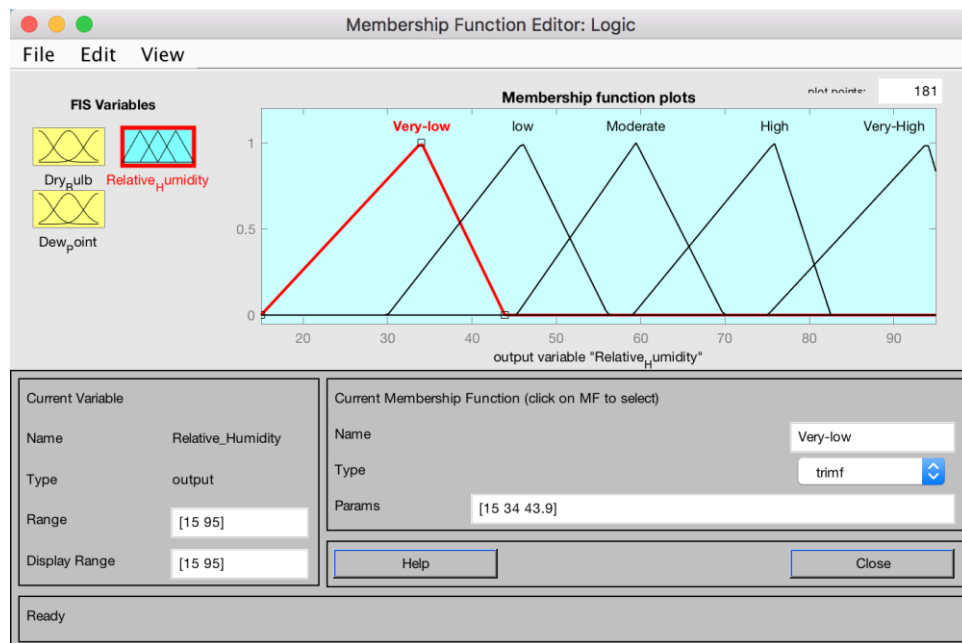 Membership Function Editor: Logic
File Edit View
FIS Variables
Dry_Bulb Relative_Humidity
Dew_Point
Membership function plots
plot points: 181
Very-low low Moderate High Very-High
1
0.5
0
20 30 40 50 60 70 80 90
output variable "Relative_Humidity"
Current Variable
Name Relative_Humidity
Type output
Range [15 95]
Display Range [15 95]
Current Membership Function (click on MF to select)
Name Very-low
Type trimf
Params [15 34 43.9]
Help Close
Ready